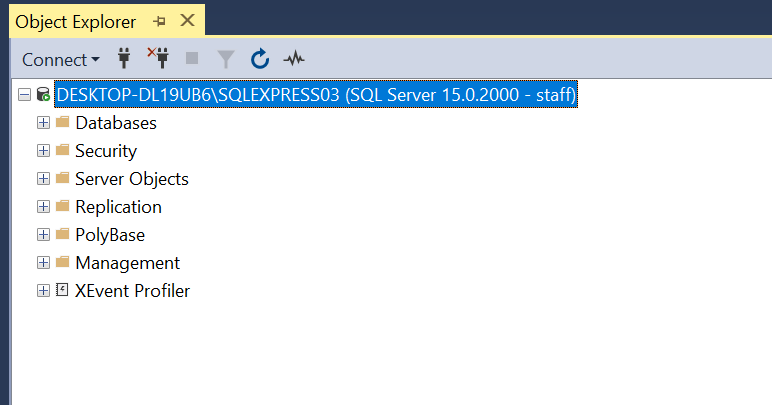 Object Explorer
Connect
DESKTOP-DL19UB6\SQLEXPRESS03 (SQL Server 15.0.2000 - staff)
Databases
Security
Server Objects
Replication
PolyBase
Management
XEvent Profiler